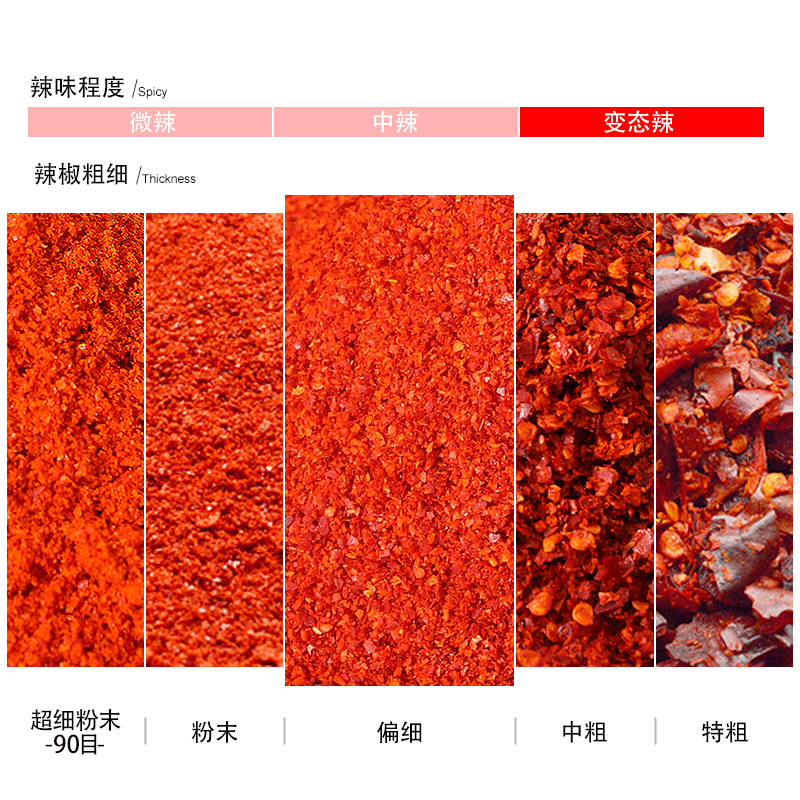 辣味程度 /Spicy
微辣 中辣 变态辣
辣椒粗细 /Thickness
超细粉末 粉末 偏细 中粗 特粗
-90目-